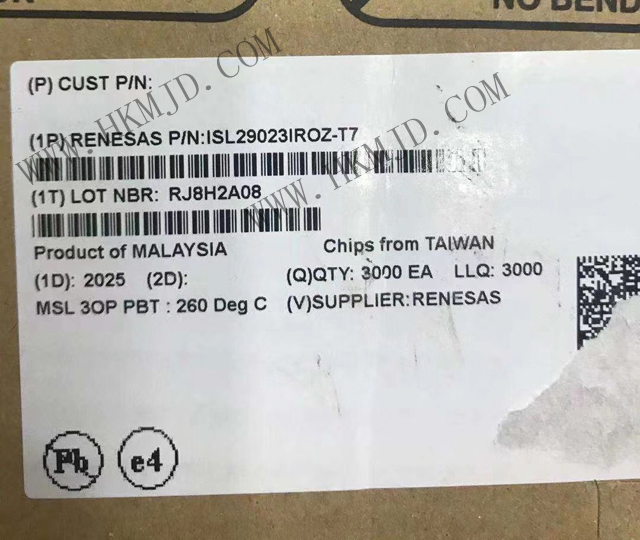 NO BEND
(P) CUST P/N:
(1P) RENESAS P/N:ISL29023IROZ-T7
(1T) LOT NBR: RJ8H2A08
Product of MALAYSIA Chips from TAIWAN
(1D): 2025 (2D): (Q)QTY: 3000 EA LLQ: 3000
MSL 3OP PBT : 260 Deg C (V)SUPPLIER:RENESAS
Pb e4
WWW.HKMJD.COM
WWW.HKMJD.COM